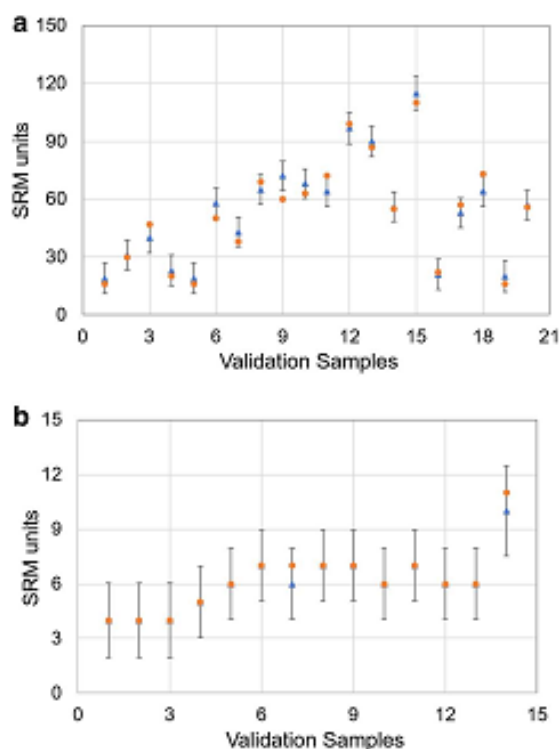 a
150
120
90
60
30
0
SRM units
0 3 6 9 12 15 18 21
Validation Samples
b
15
12
9
6
3
0
SRM units
0 3 6 9 12 15
Validation Samples